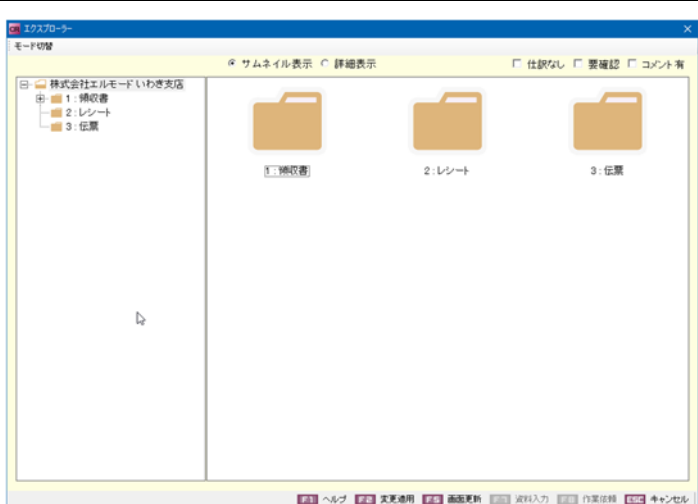 エクスプローラー
モード切替
サムネイル表示 詳細表示 仕訳なし 要確認 コメント有
株式会社エルモード いわき支店
1:領収書
2:レシート
3:伝票
1:領収書 2:レシート 3:伝票
F1 ヘルプ F2 変更適用 F5 画面更新 資料入力 作業依頼 ESC キャンセル